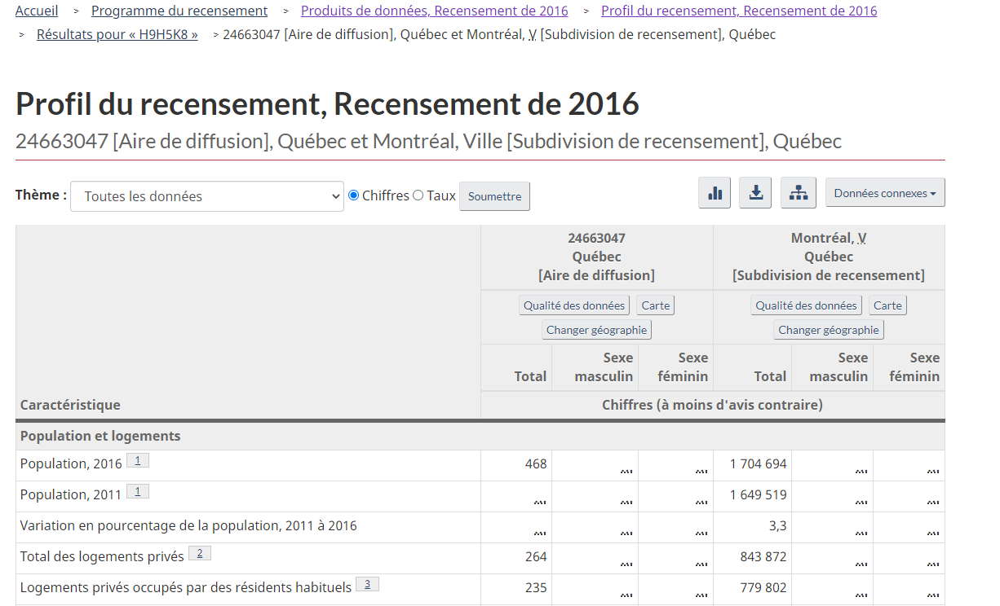 Accueil > Programme du recensement > Produits de données, Recensement de 2016 > Profil du recensement, Recensement de 2016
> Résultats pour « H9H5K8 » > 24663047 [Aire de diffusion], Québec et Montréal, V [Subdivision de recensement], Québec
Profil du recensement, Recensement de 2016
24663047 [Aire de diffusion], Québec et Montréal, Ville [Subdivision de recensement], Québec
Thème : Toutes les données Chiffres Taux Soumettre Données connexes
24663047 Montréal, V
Québec Québec
[Aire de diffusion] [Subdivision de recensement]
Qualité des données Carte Qualité des données Carte
Changer géographie Changer géographie
Sexe Sexe Sexe Sexe
Total masculin féminin Total masculin féminin
Caractéristique Chiffres (à moins d'avis contraire)
Population et logements
Population, 2016 1 468 ... ... 1 704 694 ... ...
Population, 2011 1 ... ... ... 1 649 519 ... ...
Variation en pourcentage de la population, 2011 à 2016 ... ... ... 3,3 ... ...
Total des logements privés 2 264 ... ... 843 872 ... ...
Logements privés occupés par des résidents habituels 3 235 ... ... 779 802 ... ...